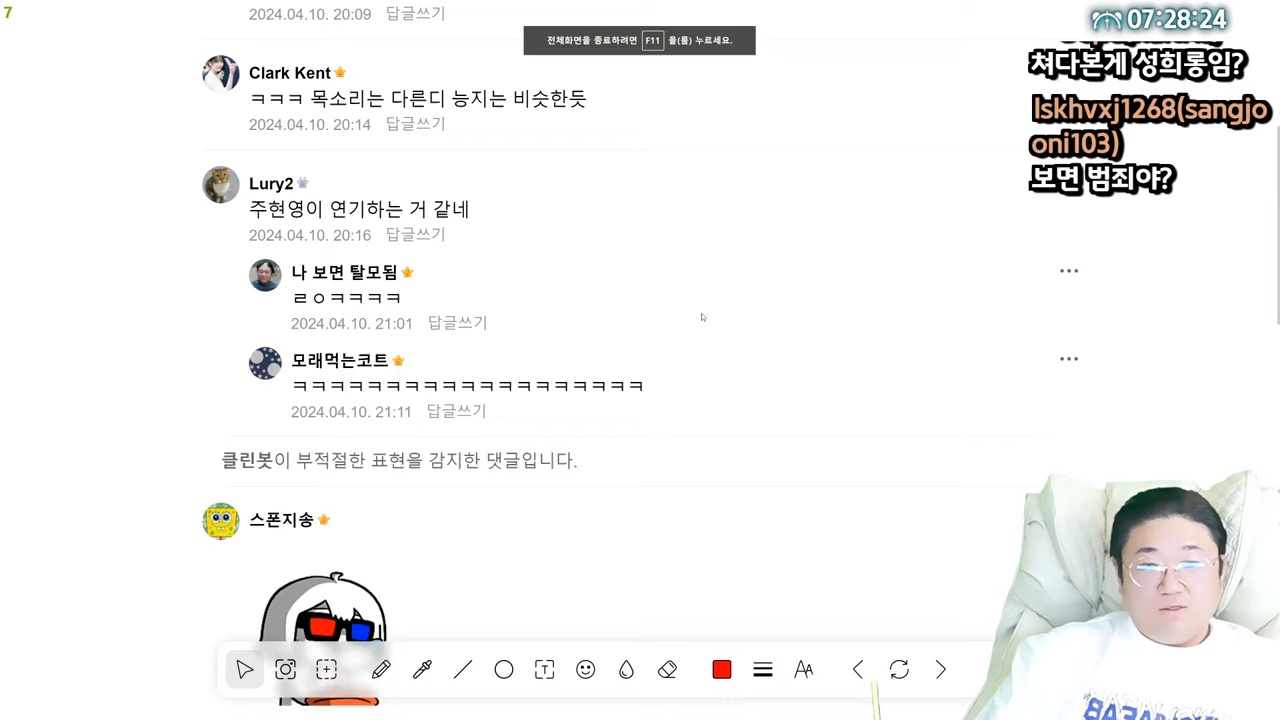 7
2024.04.10. 20:09 답글쓰기
전체화면을 종료하려면 F11 을(를) 누르세요.
07:28:24
쳐다본게 성희롱임?
lskhvxj1268(sangjo
oni103)
보면 범죄야?
Clark Kent
ㅋㅋㅋ 목소리는 다른디 능지는 비슷한듯
2024.04.10. 20:14 답글쓰기
Lury2
주현영이 연기하는 거 같네
2024.04.10. 20:16 답글쓰기
나 보면 탈모됨
ㄹㅇㅋㅋㅋㅋ
2024.04.10. 21:01 답글쓰기
모래먹는코트
ㅋㅋㅋㅋㅋㅋㅋㅋㅋㅋㅋㅋㅋㅋㅋㅋㅋㅋㅋ
2024.04.10. 21:11 답글쓰기
클린봇이 부적절한 표현을 감지한 댓글입니다.
스폰지송